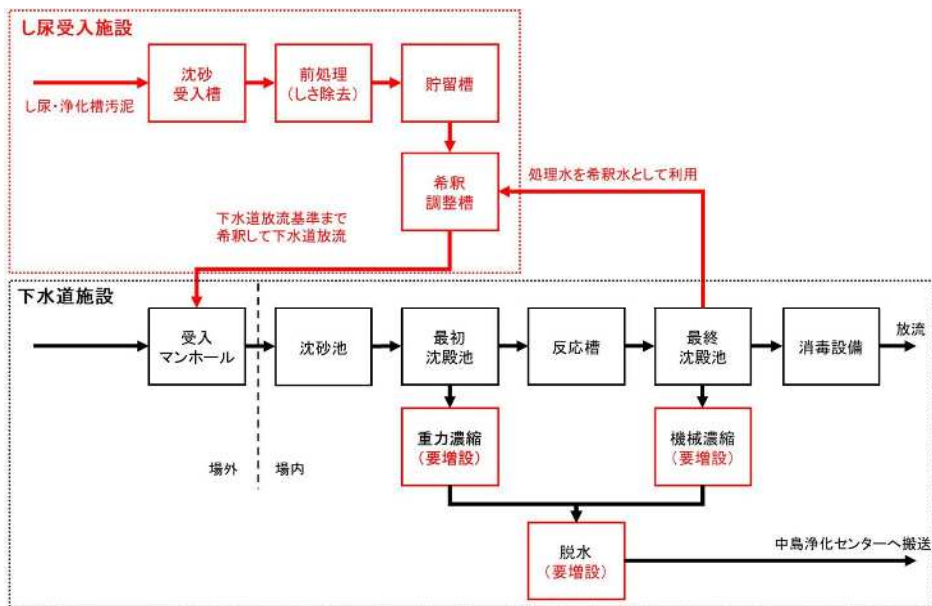 し尿受入施設
沈砂
受入槽
前処理
(しさ除去)
貯留槽
し尿・浄化槽汚泥
希釈
調整槽
処理水を希釈水として利用
下水道放流基準まで
希釈して下水道放流
下水道施設
受入
マンホール
沈砂池
最初
沈殿池
反応槽
最終
沈殿池
消毒設備
放流
重力濃縮
(要増設)
機械濃縮
(要増設)
場外
場内
脱水
(要増設)
中島浄化センターへ搬送